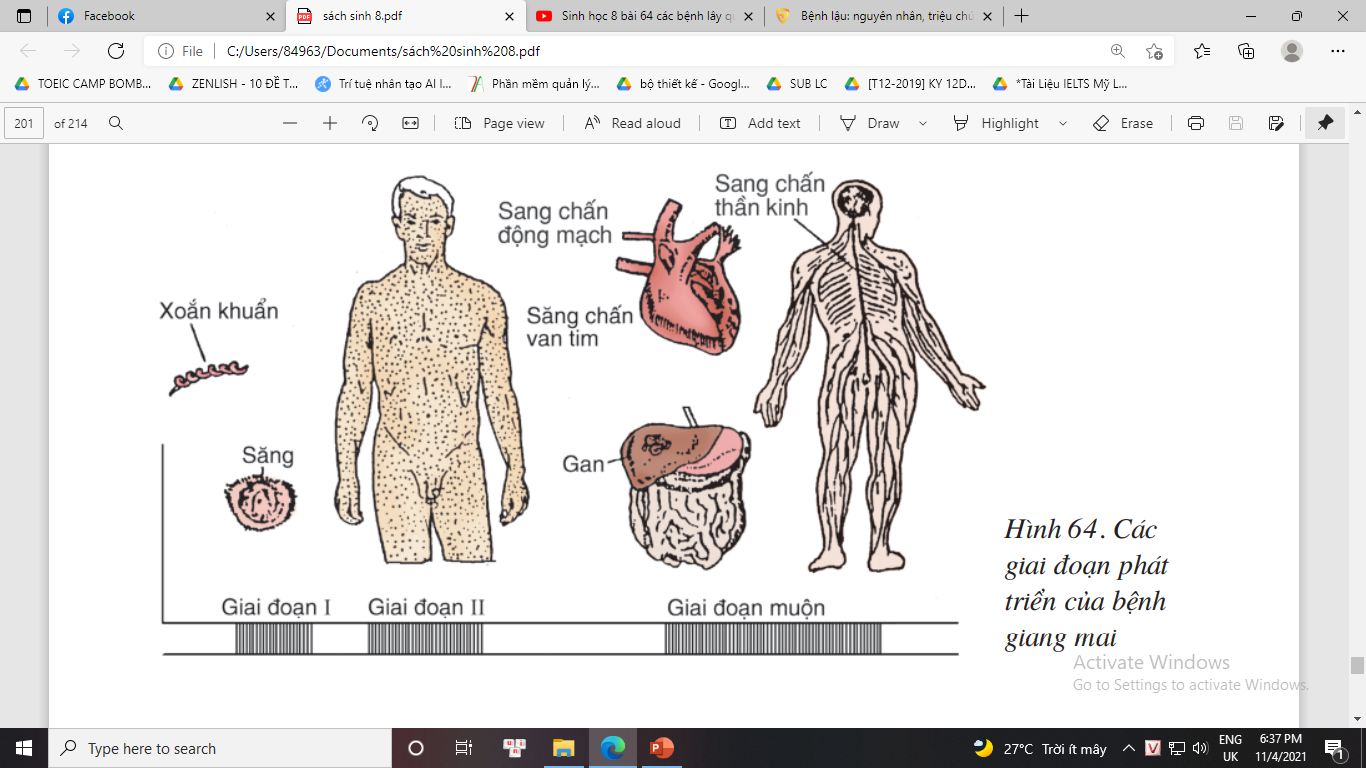 Facebook
sách sinh 8.pdf
Sinh học 8 bài 64 các bệnh lây q
Bệnh lậu: nguyên nhân, triệu chứ
File
C:/Users/84963/Documents/sách%20sinh%208.pdf
TOEIC CAMP BOMB...
ZENLISH - 10 ĐỀ T...
Trí tuệ nhân tạo AI l...
Phần mềm quản lý...
bộ thiết kế - Googl...
SUB LC
[T12-2019] KY 12D...
*Tài Liệu IELTS Mỹ L...
201 of 214
Page view
Read aloud
Add text
Draw
Highlight
Erase
Sang chấn
động mạch
Sang chấn
thần kinh
Xoắn khuẩn
Săng chấn
van tim
Săng
Gan
Giai đoạn I
Giai đoạn II
Giai đoạn muộn
Hình 64. Các
giai đoạn phát
triển của bệnh
giang mai
Activate Windows
Go to Settings to activate Windows.
Type here to search
27°C Trời ít mây
V
ENG
UK
6:37 PM
11/4/2021
1